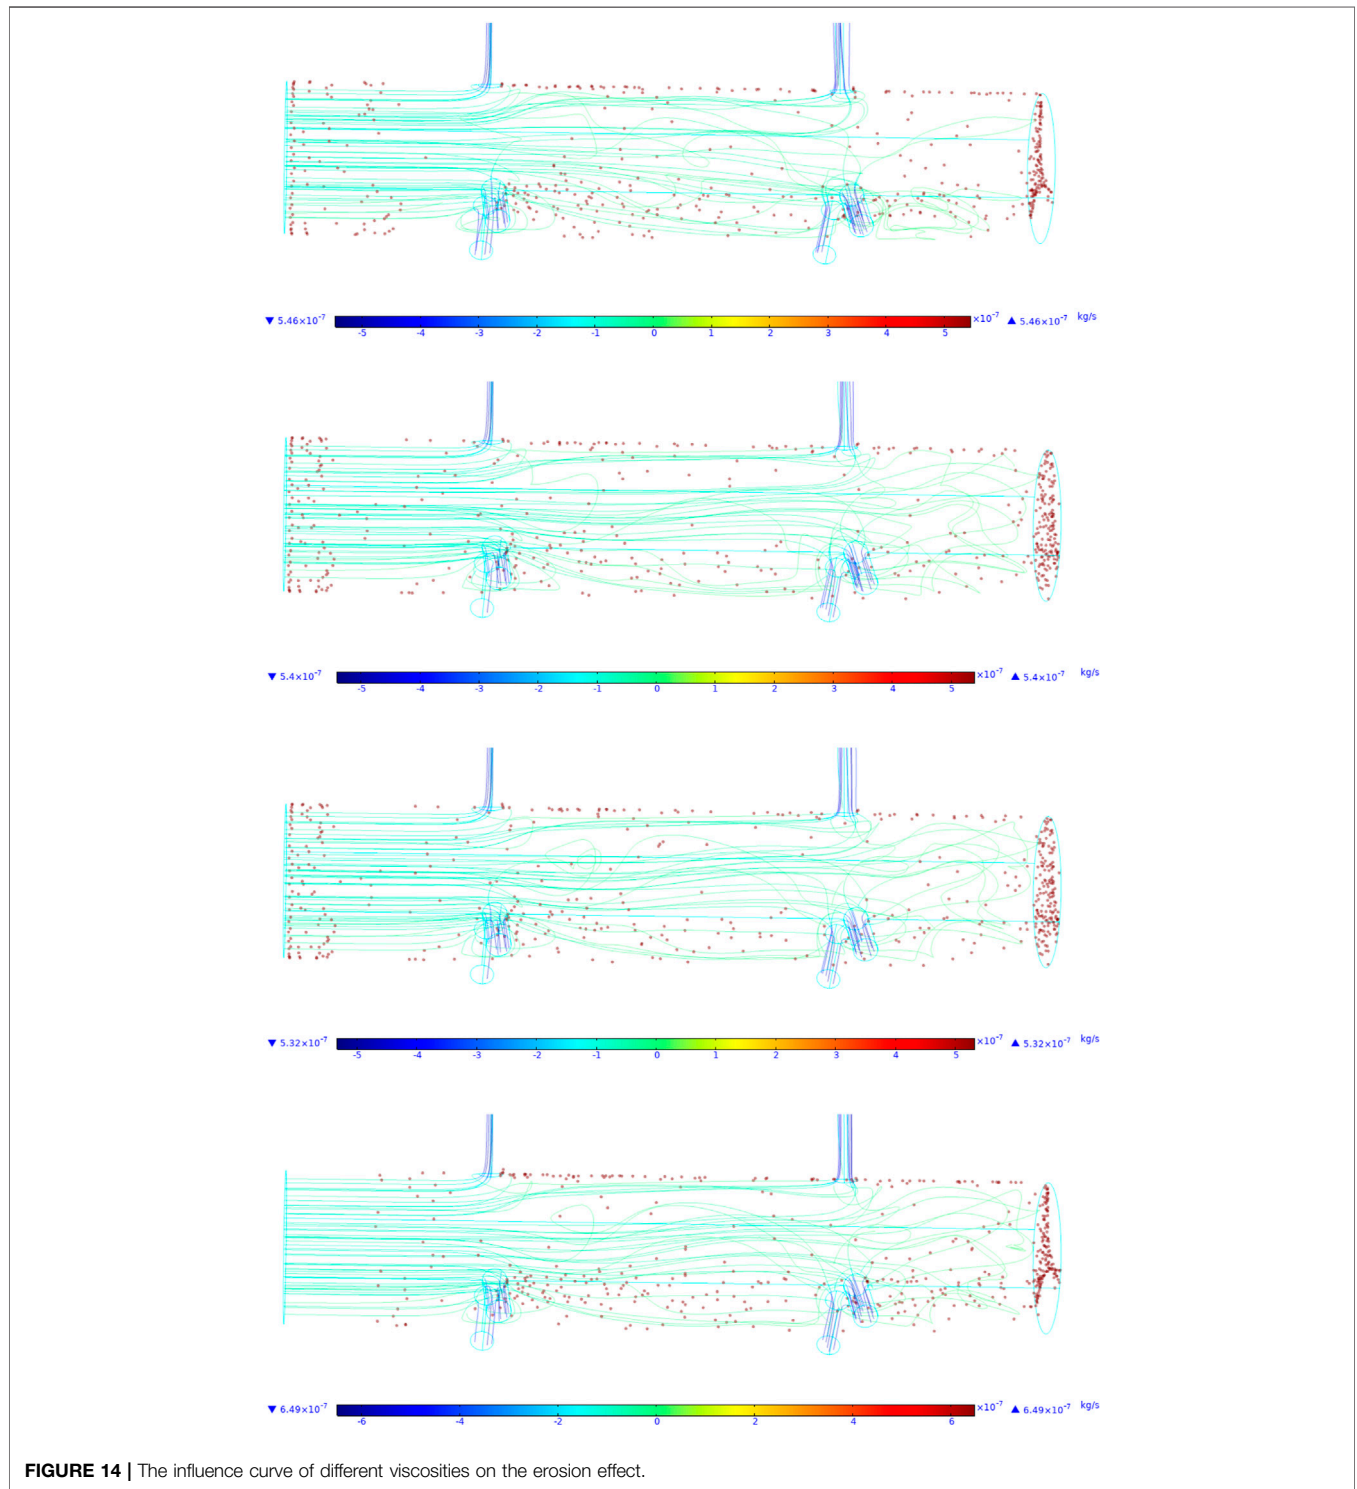 ▼ 5.46×10⁻⁷ ×10⁻⁷ ▲ 5.46×10⁻⁷ kg/s
-5 -4 -3 -2 -1 0 1 2 3 4 5
▼ 5.4×10⁻⁷ ×10⁻⁷ ▲ 5.4×10⁻⁷ kg/s
-5 -4 -3 -2 -1 0 1 2 3 4 5
▼ 5.32×10⁻⁷ ×10⁻⁷ ▲ 5.32×10⁻⁷ kg/s
-5 -4 -3 -2 -1 0 1 2 3 4 5
▼ 6.49×10⁻⁷ ×10⁻⁷ ▲ 6.49×10⁻⁷ kg/s
-6 -4 -2 0 2 4 6
FIGURE 14 | The influence curve of different viscosities on the erosion effect.